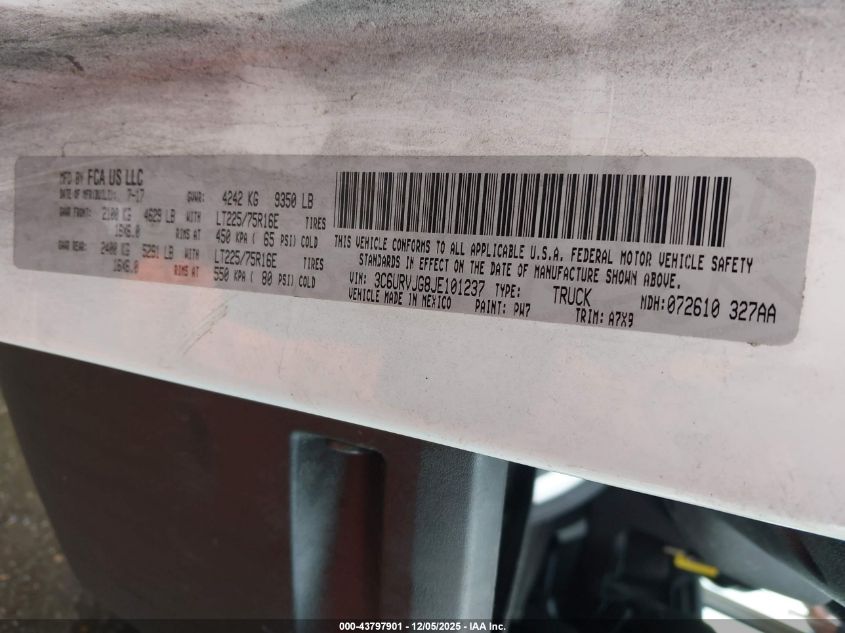 MFD BY FCA US LLC
DATE OF MFR(BUILD): 7-17 GVWR: 4242 KG 9350 LB
GAWR FRONT: 2100 KG 4629 LB WITH LT225/75R16E TIRES
16X6.0 RIMS AT 450 KPA ( 65 PSI) COLD
GAWR REAR: 2400 KG 5291 LB WITH LT225/75R16E TIRES
16X6.0 RIMS AT 550 KPA ( 80 PSI) COLD
THIS VEHICLE CONFORMS TO ALL APPLICABLE U.S.A. FEDERAL MOTOR VEHICLE SAFETY
STANDARDS IN EFFECT ON THE DATE OF MANUFACTURE SHOWN ABOVE.
VIN: 3C6URVJG8JE101237 TYPE: TRUCK MDH:072610 327AA
VEHICLE MADE IN MEXICO PAINT: PW7 TRIM: A7X9
000-43797901 - 12/05/2025 - IAA Inc.